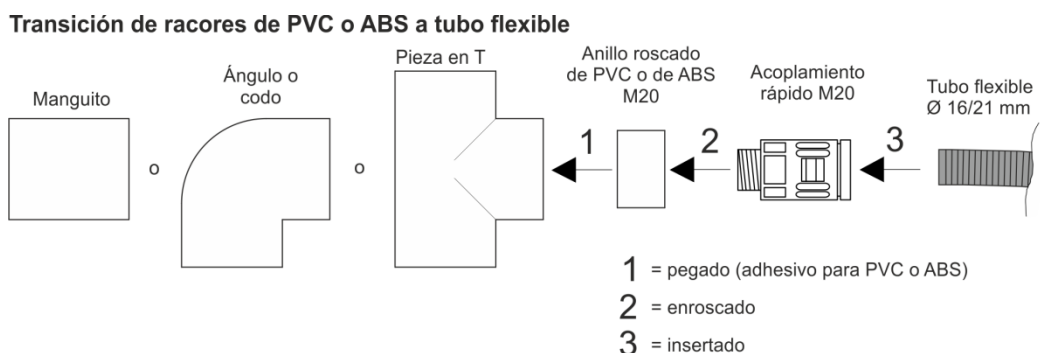 Transición de racores de PVC o ABS a tubo flexible
Manguito
o
Ángulo o
codo
o
Pieza en T
1
Anillo roscado
de PVC o de ABS
M20
2
Acoplamiento
rápido M20
3
Tubo flexible
Ø 16/21 mm
1 = pegado (adhesivo para PVC o ABS)
2 = enroscado
3 = insertado